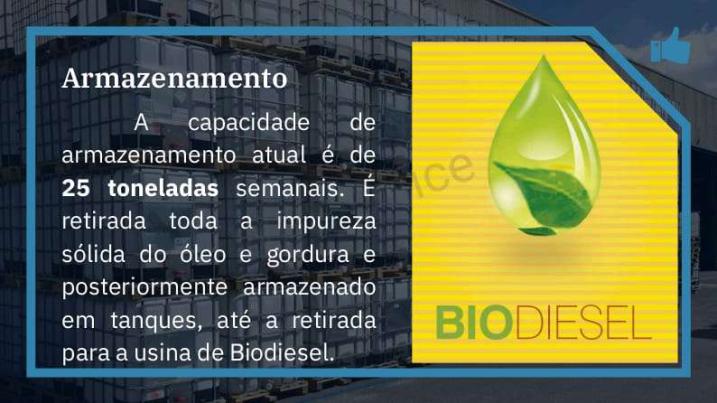 Armazenamento
A capacidade de
armazenamento atual é de
25 toneladas semanais. É
retirada toda a impureza
sólida do óleo e gordura e
posteriormente armazenado
em tanques, até a retirada
para a usina de Biodiesel.
BIODIESEL